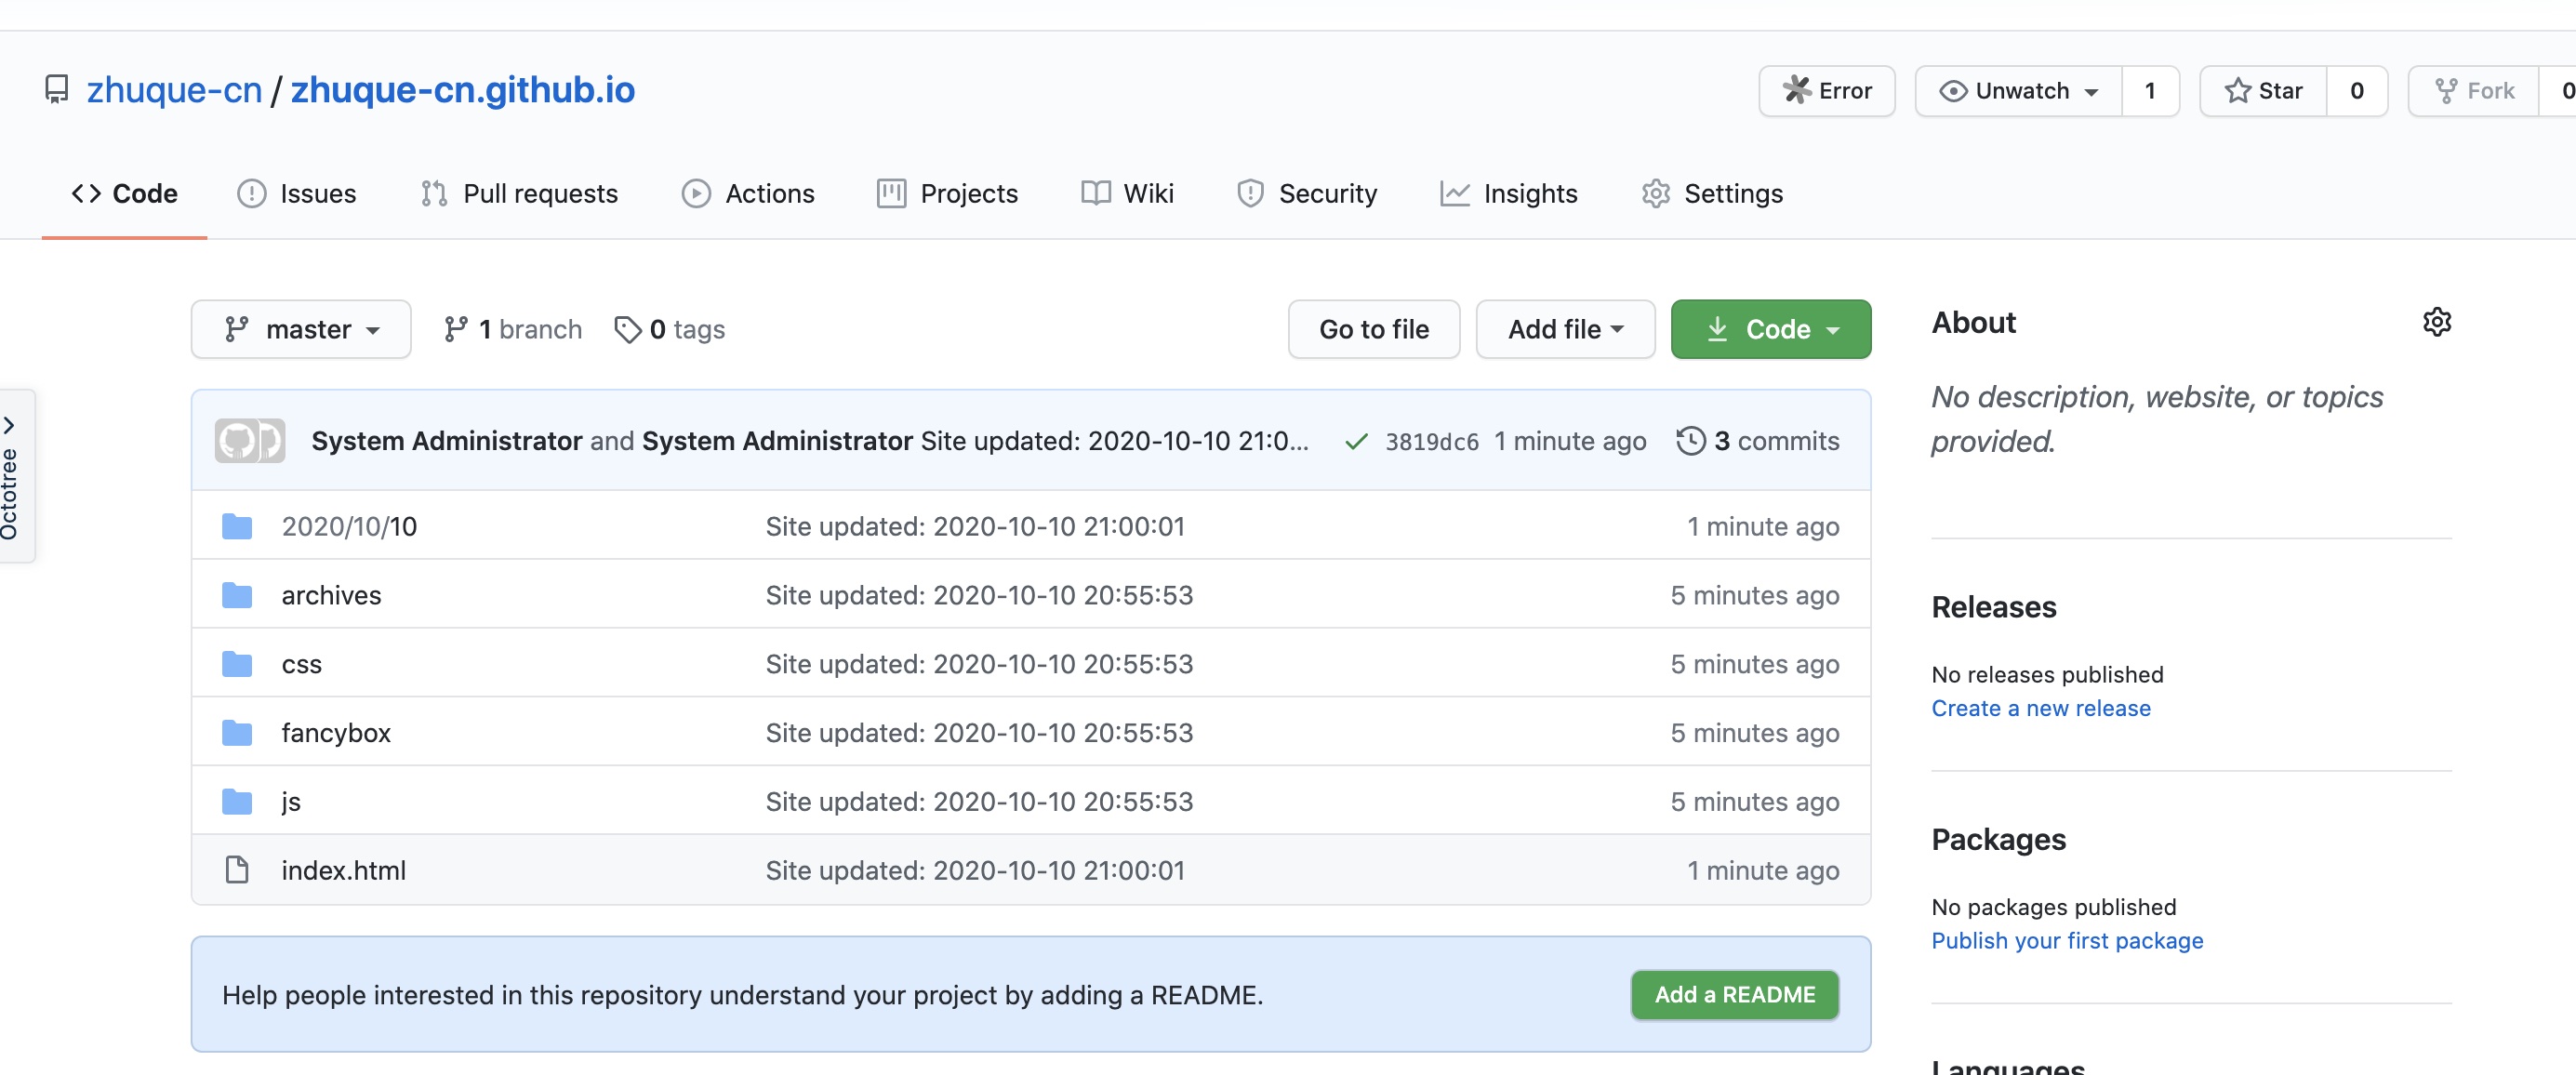 zhuque-cn / zhuque-cn.github.io
Error
Unwatch 1
Star 0
Fork 0
Code
Issues
Pull requests
Actions
Projects
Wiki
Security
Insights
Settings
master
1 branch
0 tags
Go to file
Add file
Code
Octotree
System Administrator and System Administrator Site updated: 2020-10-10 21:0... 3819dc6 1 minute ago 3 commits
2020/10/10 Site updated: 2020-10-10 21:00:01 1 minute ago
archives Site updated: 2020-10-10 20:55:53 5 minutes ago
css Site updated: 2020-10-10 20:55:53 5 minutes ago
fancybox Site updated: 2020-10-10 20:55:53 5 minutes ago
js Site updated: 2020-10-10 20:55:53 5 minutes ago
index.html Site updated: 2020-10-10 21:00:01 1 minute ago
Help people interested in this repository understand your project by adding a README.
Add a README
About
No description, website, or topics
provided.
Releases
No releases published
Create a new release
Packages
No packages published
Publish your first package
Languages